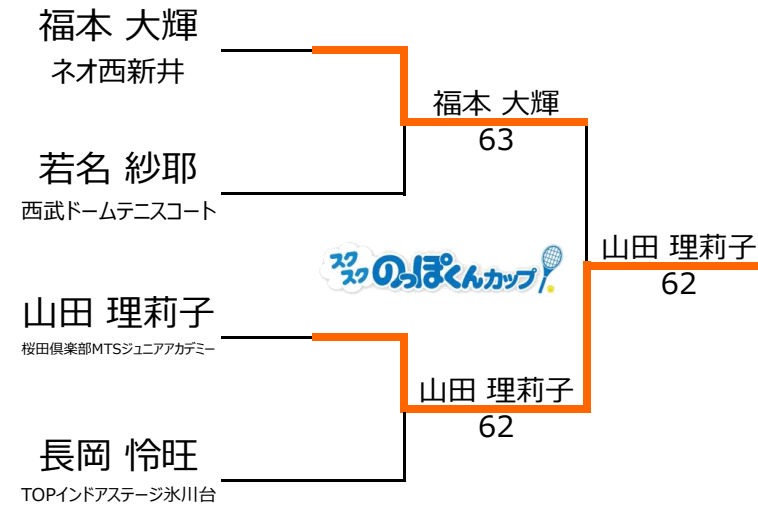 福本 大輝
ネオ西新井
福本 大輝
63
若名 紗耶
西武ドームテニスコート
スクスクのっぽくんカップ
山田 理莉子
62
山田 理莉子
桜田倶楽部MTSジュニアアカデミー
山田 理莉子
62
長岡 怜旺
TOPインドアステージ氷川台